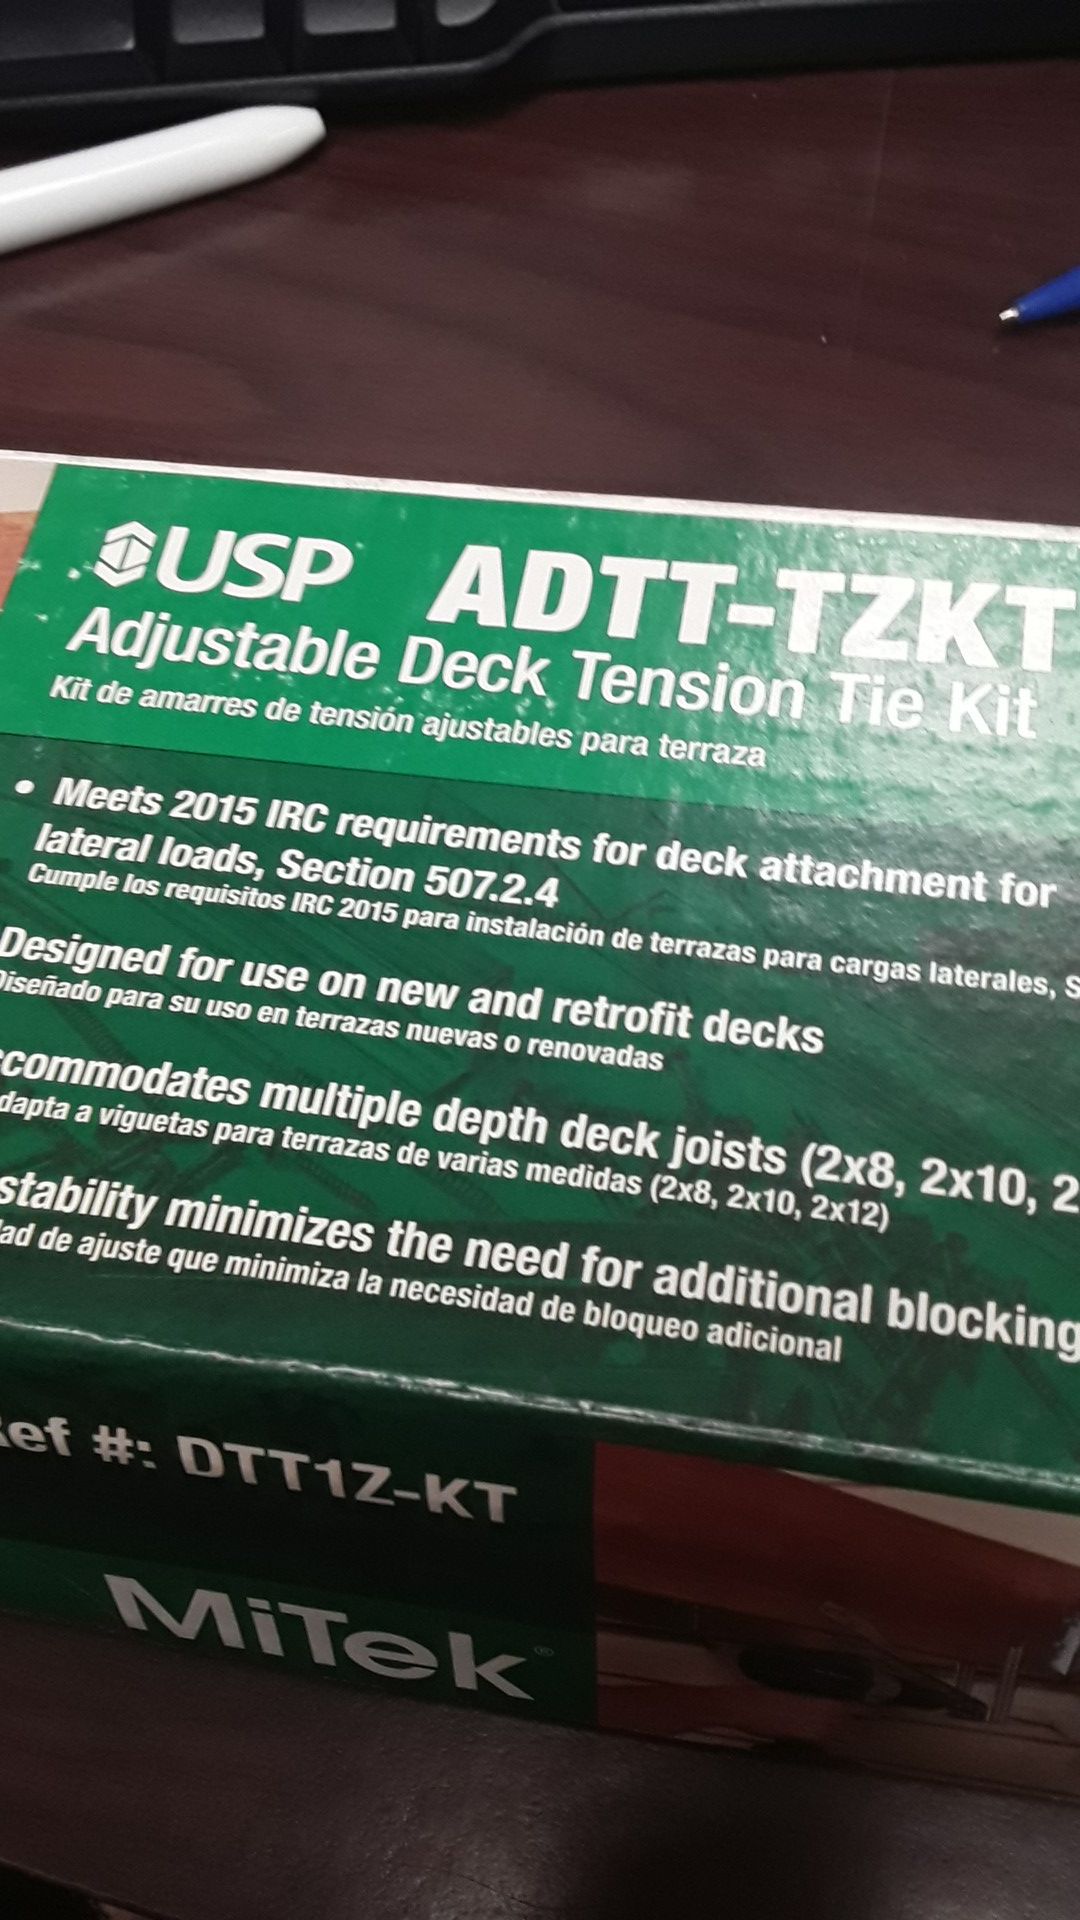 USP ADTT-TZKT
Adjustable Deck Tension Tie Kit
Kit de amarres de tensión ajustables para terraza
• Meets 2015 IRC requirements for deck attachment for
lateral loads, Section 507.2.4
Cumple los requisitos IRC 2015 para instalación de terrazas para cargas laterales, S
Designed for use on new and retrofit decks
Diseñado para su uso en terrazas nuevas o renovadas
ccommodates multiple depth deck joists (2x8, 2x10, 2
dapta a viguetas para terrazas de varias medidas (2x8, 2x10, 2x12)
stability minimizes the need for additional blocking
ad de ajuste que minimiza la necesidad de bloqueo adicional
ef #: DTT1Z-KT
MiTek®